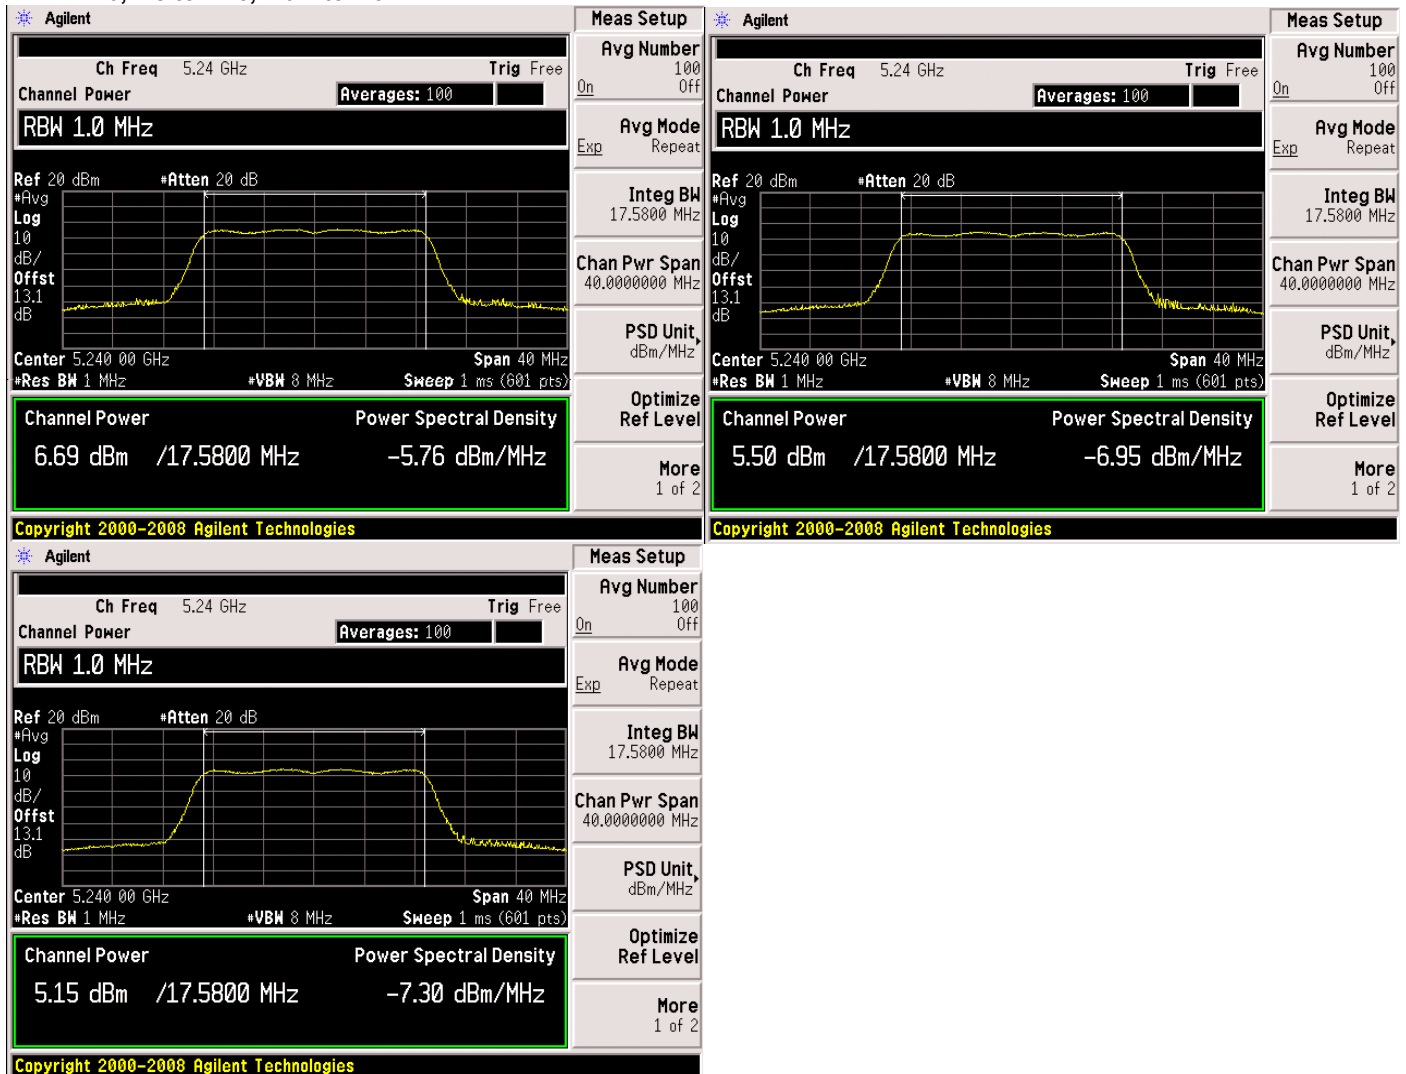 Agilent
Meas Setup
Ch Freq 5.24 GHz Trig Free
Channel Power Averages: 100
RBW 1.0 MHz
Ref 20 dBm #Atten 20 dB
#Avg
Log
10
dB/
Offst
13.1
dB
Center 5.240 00 GHz Span 40 MHz
#Res BW 1 MHz #VBW 8 MHz Sweep 1 ms (601 pts)
Channel Power Power Spectral Density
6.69 dBm /17.5800 MHz -5.76 dBm/MHz
Copyright 2000-2008 Agilent Technologies
Avg Number
100
On Off
Avg Mode
Exp Repeat
Integ BW
17.5800 MHz
Chan Pwr Span
40.0000000 MHz
PSD Unit
dBm/MHz
Optimize
Ref Level
More
1 of 2
Agilent
Meas Setup
Ch Freq 5.24 GHz Trig Free
Channel Power Averages: 100
RBW 1.0 MHz
Ref 20 dBm #Atten 20 dB
#Avg
Log
10
dB/
Offst
13.1
dB
Center 5.240 00 GHz Span 40 MHz
#Res BW 1 MHz #VBW 8 MHz Sweep 1 ms (601 pts)
Channel Power Power Spectral Density
5.50 dBm /17.5800 MHz -6.95 dBm/MHz
Copyright 2000-2008 Agilent Technologies
Avg Number
100
On Off
Avg Mode
Exp Repeat
Integ BW
17.5800 MHz
Chan Pwr Span
40.0000000 MHz
PSD Unit
dBm/MHz
Optimize
Ref Level
More
1 of 2
Agilent
Meas Setup
Ch Freq 5.24 GHz Trig Free
Channel Power Averages: 100
RBW 1.0 MHz
Ref 20 dBm #Atten 20 dB
#Avg
Log
10
dB/
Offst
13.1
dB
Center 5.240 00 GHz Span 40 MHz
#Res BW 1 MHz #VBW 8 MHz Sweep 1 ms (601 pts)
Channel Power Power Spectral Density
5.15 dBm /17.5800 MHz -7.30 dBm/MHz
Copyright 2000-2008 Agilent Technologies
Avg Number
100
On Off
Avg Mode
Exp Repeat
Integ BW
17.5800 MHz
Chan Pwr Span
40.0000000 MHz
PSD Unit
dBm/MHz
Optimize
Ref Level
More
1 of 2